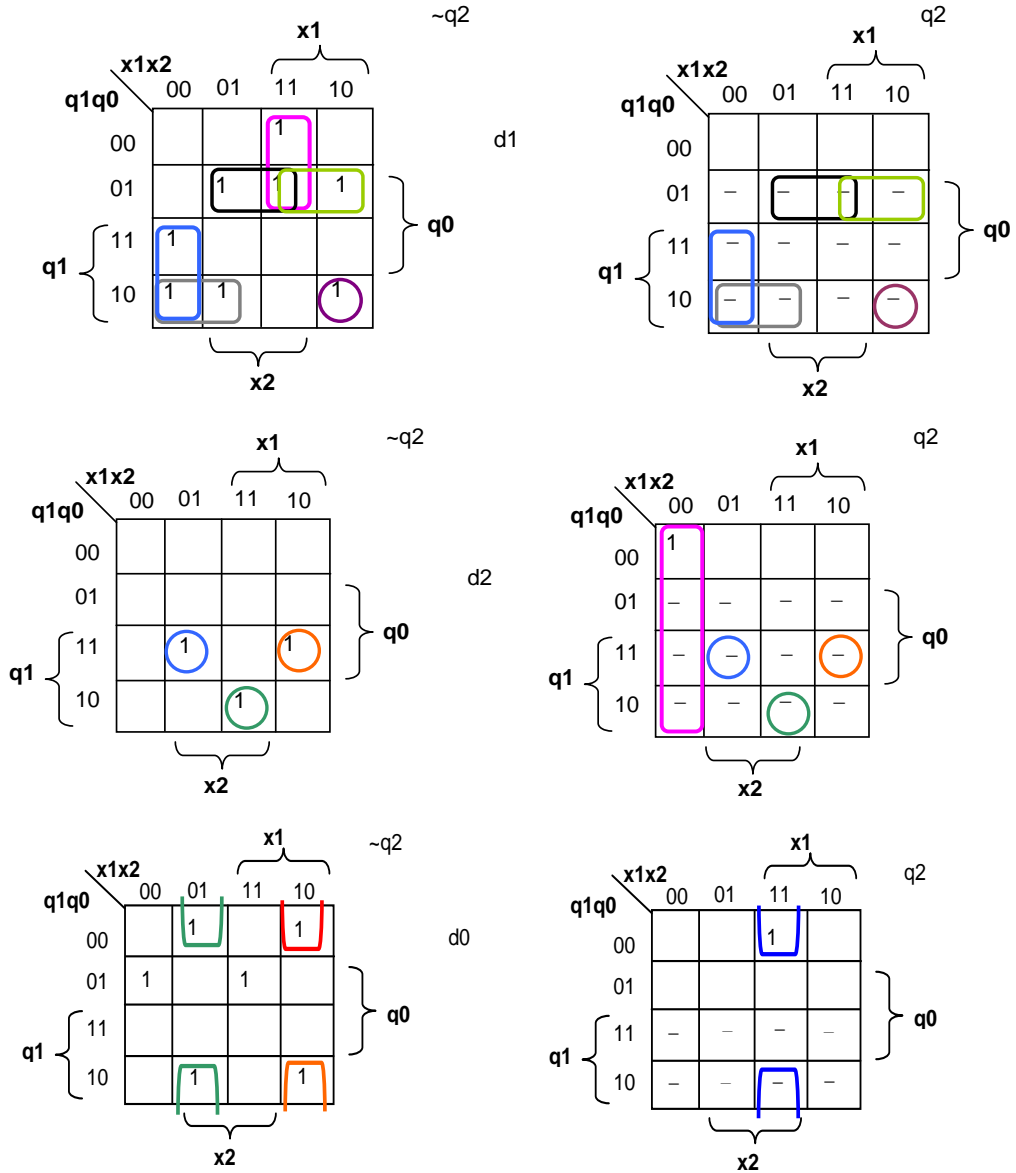 ~q2 q2
x1 x1
x1x2 x1x2
00 01 11 10 00 01 11 10
q1q0 q1q0
00 1 d1 00
01 1 1 1 01 – – – –
q0 q0
11 1 11 – – – –
q1 q1
10 1 1 1 10 – – – –
x2 x2
~q2 q2
x1 x1
x1x2 x1x2
00 01 11 10 00 01 11 10
q1q0 q1q0
00 00 1
d2
01 01 – – – –
q0 q0
11 1 1 11 – – – –
q1 q1
10 1 10 – – – –
x2 x2
~q2 q2
x1 x1
x1x2 x1x2
00 01 11 10 00 01 11 10
q1q0 q1q0
00 1 1 d0 00 1
01 1 1 01
q0 q0
11 11 – – – –
q1 q1
10 1 1 10 – – – –
x2 x2